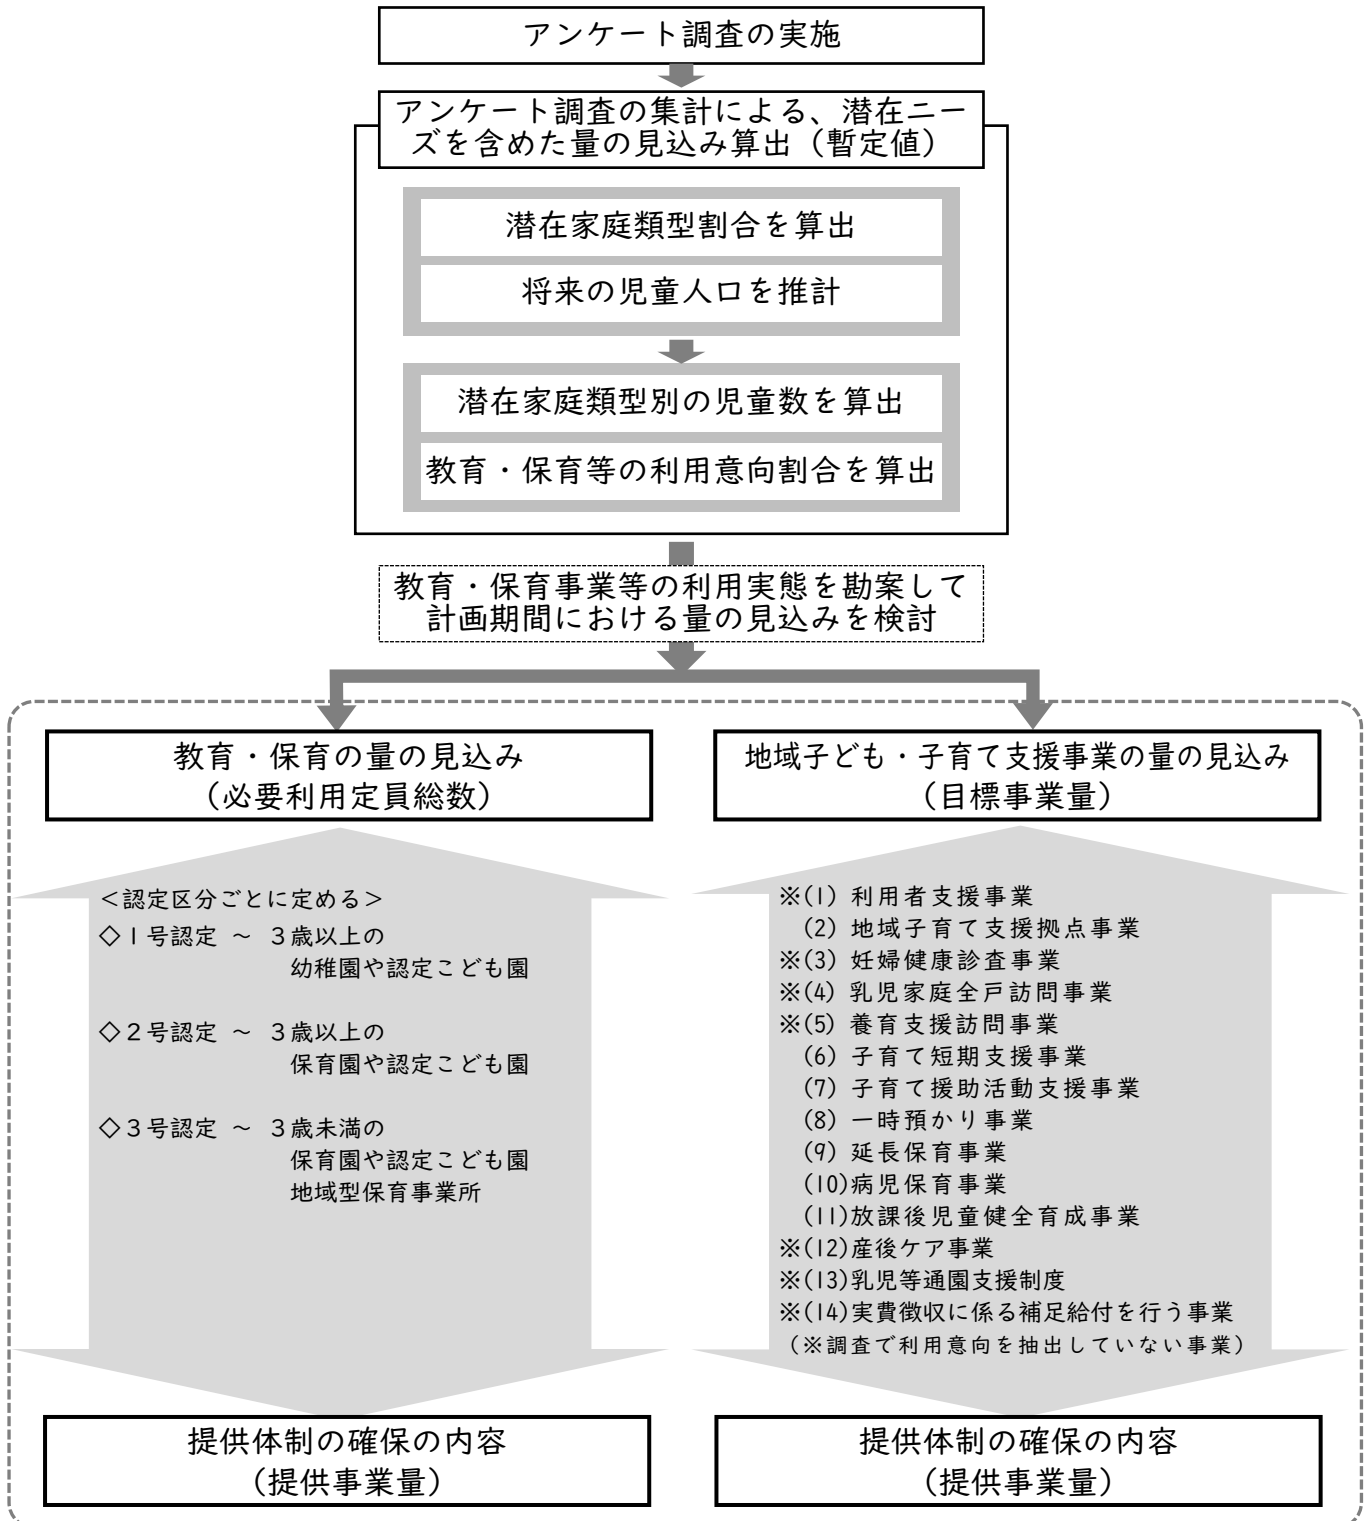 アンケート調査の実施
アンケート調査の集計による、潜在ニー
ズを含めた量の見込み算出（暫定値）
潜在家庭類型割合を算出
将来の児童人口を推計
潜在家庭類型別の児童数を算出
教育・保育等の利用意向割合を算出
教育・保育事業等の利用実態を勘案して
計画期間における量の見込みを検討
教育・保育の量の見込み
（必要利用定員総数）
＜認定区分ごとに定める＞
◇１号認定 ～ ３歳以上の
幼稚園や認定こども園
◇２号認定 ～ ３歳以上の
保育園や認定こども園
◇３号認定 ～ ３歳未満の
保育園や認定こども園
地域型保育事業所
提供体制の確保の内容
（提供事業量）
地域子ども・子育て支援事業の量の見込み
（目標事業量）
※(1) 利用者支援事業
(2) 地域子育て支援拠点事業
※(3) 妊婦健康診査事業
※(4) 乳児家庭全戸訪問事業
※(5) 養育支援訪問事業
(6) 子育て短期支援事業
(7) 子育て援助活動支援事業
(8) 一時預かり事業
(9) 延長保育事業
(10)病児保育事業
(11)放課後児童健全育成事業
※(12)産後ケア事業
※(13)乳児等通園支援制度
※(14)実費徴収に係る補足給付を行う事業
（※調査で利用意向を抽出していない事業）
提供体制の確保の内容
（提供事業量）